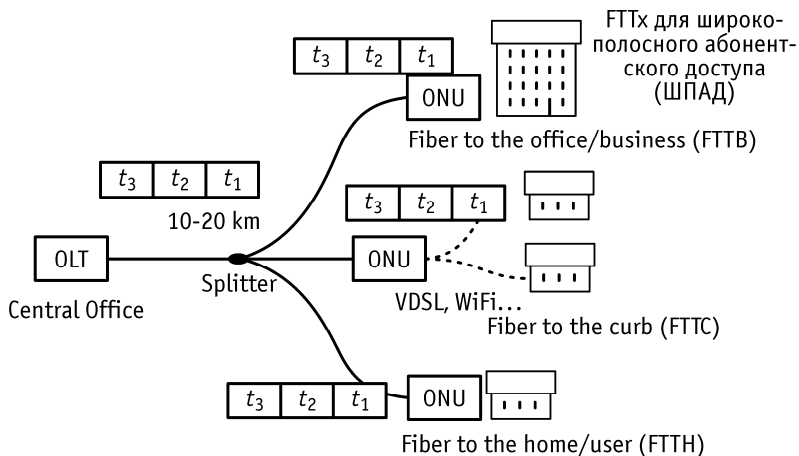 FTTx для широко-
полосного абонент-
ского доступа
(ШПАД)
t3 t2 t1
ONU
Fiber to the office/business (FTTB)
t3 t2 t1
10-20 km
t3 t2 t1
OLT
Splitter
ONU
Central Office
VDSL, WiFi...
Fiber to the curb (FTTC)
t3 t2 t1
ONU
Fiber to the home/user (FTTH)